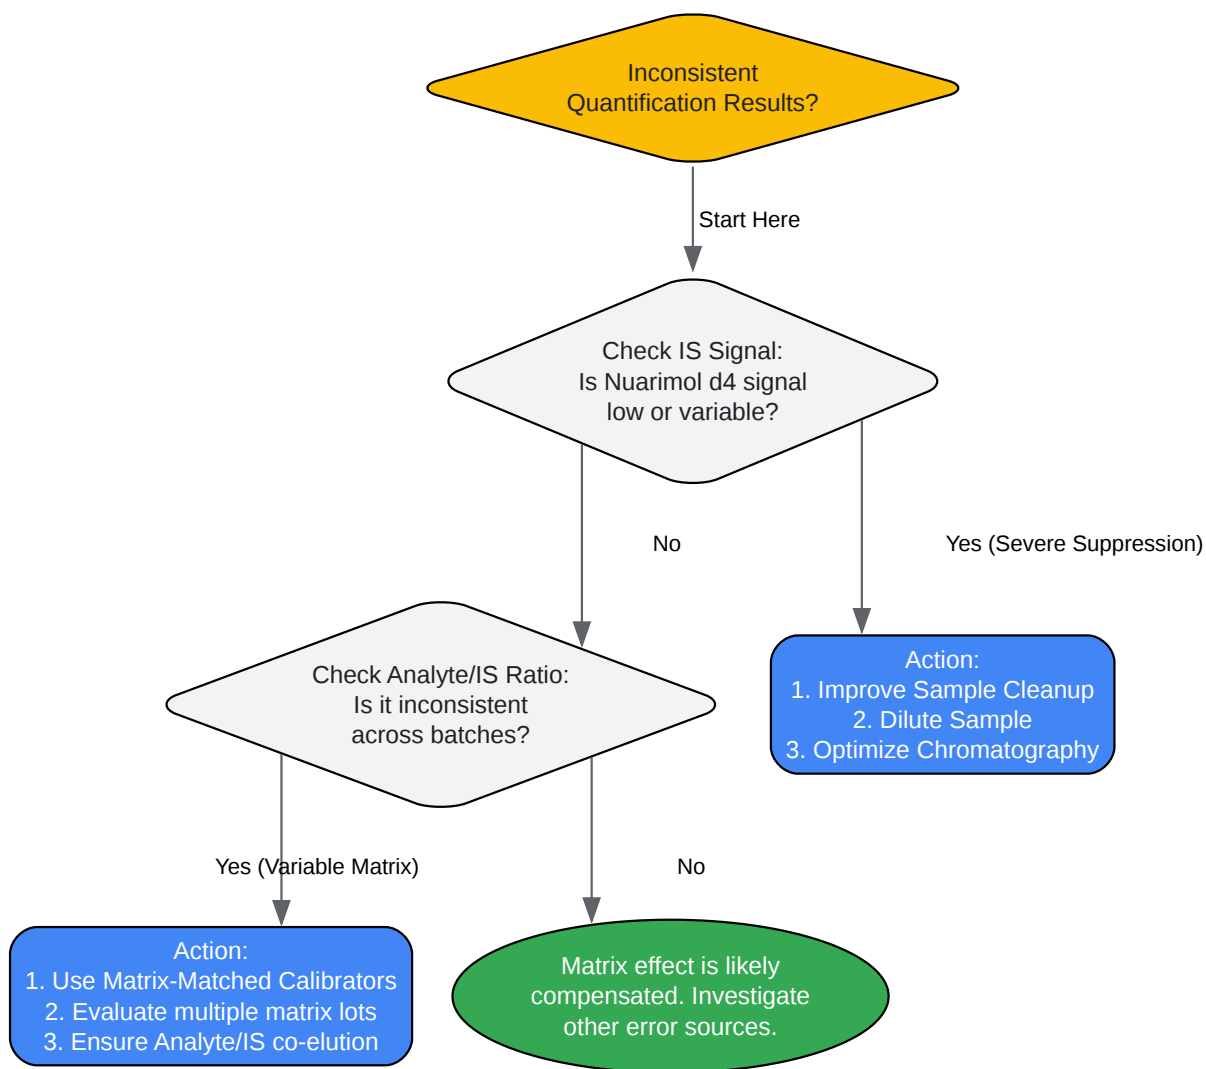 Inconsistent
Quantification Results?
Start Here
Check IS Signal:
Is Nuarimol d4 signal
low or variable?
No
Yes (Severe Suppression)
Check Analyte/IS Ratio:
Is it inconsistent
across batches?
Action:
1. Improve Sample Cleanup
2. Dilute Sample
3. Optimize Chromatography
Yes (Variable Matrix)
No
Action:
1. Use Matrix-Matched Calibrators
2. Evaluate multiple matrix lots
3. Ensure Analyte/IS co-elution
Matrix effect is likely
compensated. Investigate
other error sources.